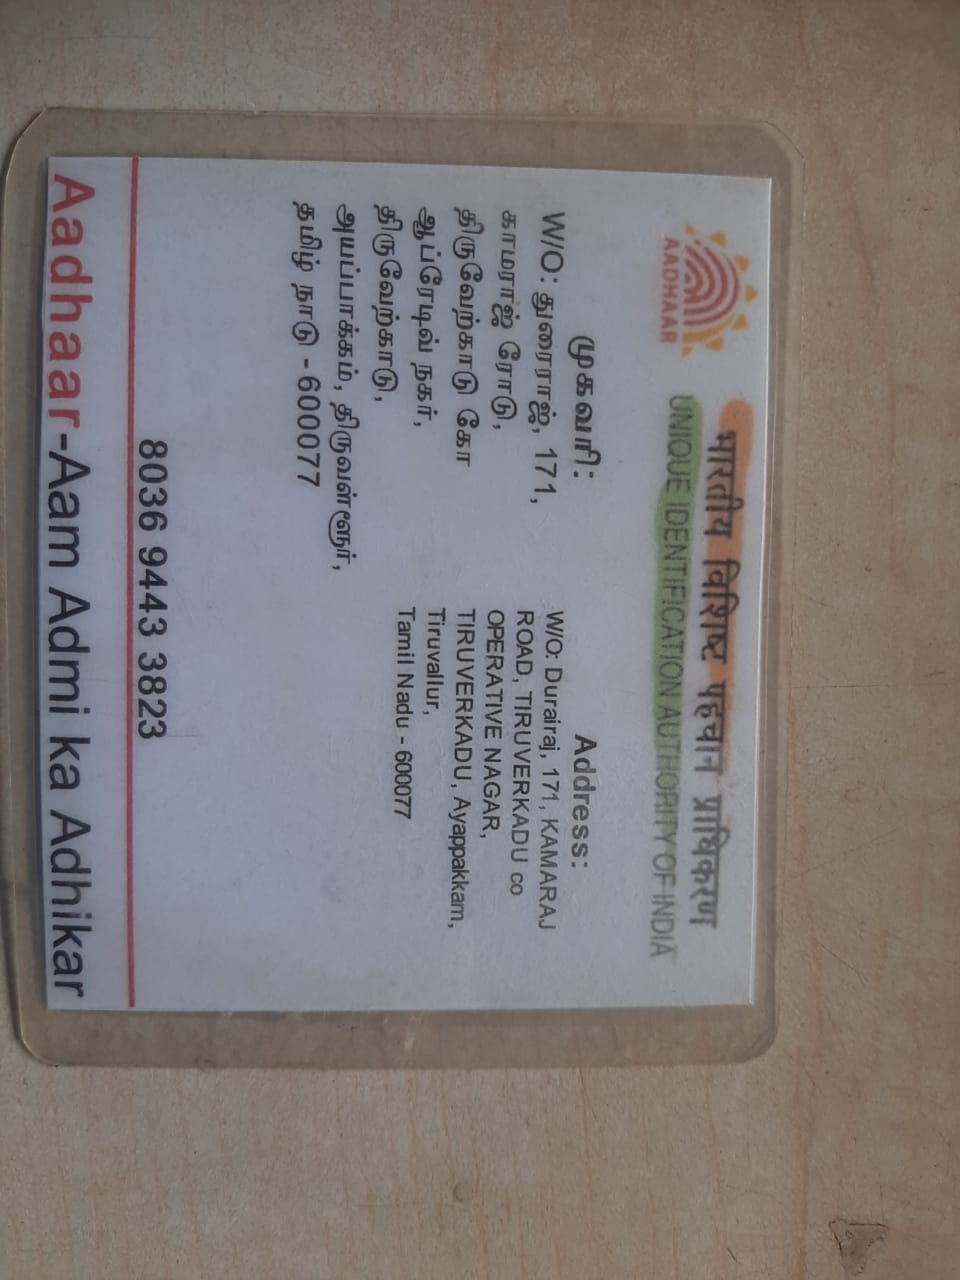 भारतीय विशिष्ट पहचान प्राधिकरण
UNIQUE IDENTIFICATION AUTHORITY OF INDIA
AADHAAR
முகவரி:
W/O: துரைராஜ், 171,
காமராஜ் ரோடு,
திருவேற்காடு கோ
ஆப்ரேடிவ் நகர்,
திருவேற்காடு,
அயப்பாக்கம், திருவள்ளூர்,
தமிழ் நாடு - 600077
Address:
W/O: Durairaj, 171, KAMARAJ
ROAD, TIRUVERKADU co
OPERATIVE NAGAR,
TIRUVERKADU, Ayappakkam,
Tiruvallur,
Tamil Nadu - 600077
8036 9443 3823
Aadhaar-Aam Admi ka Adhikar